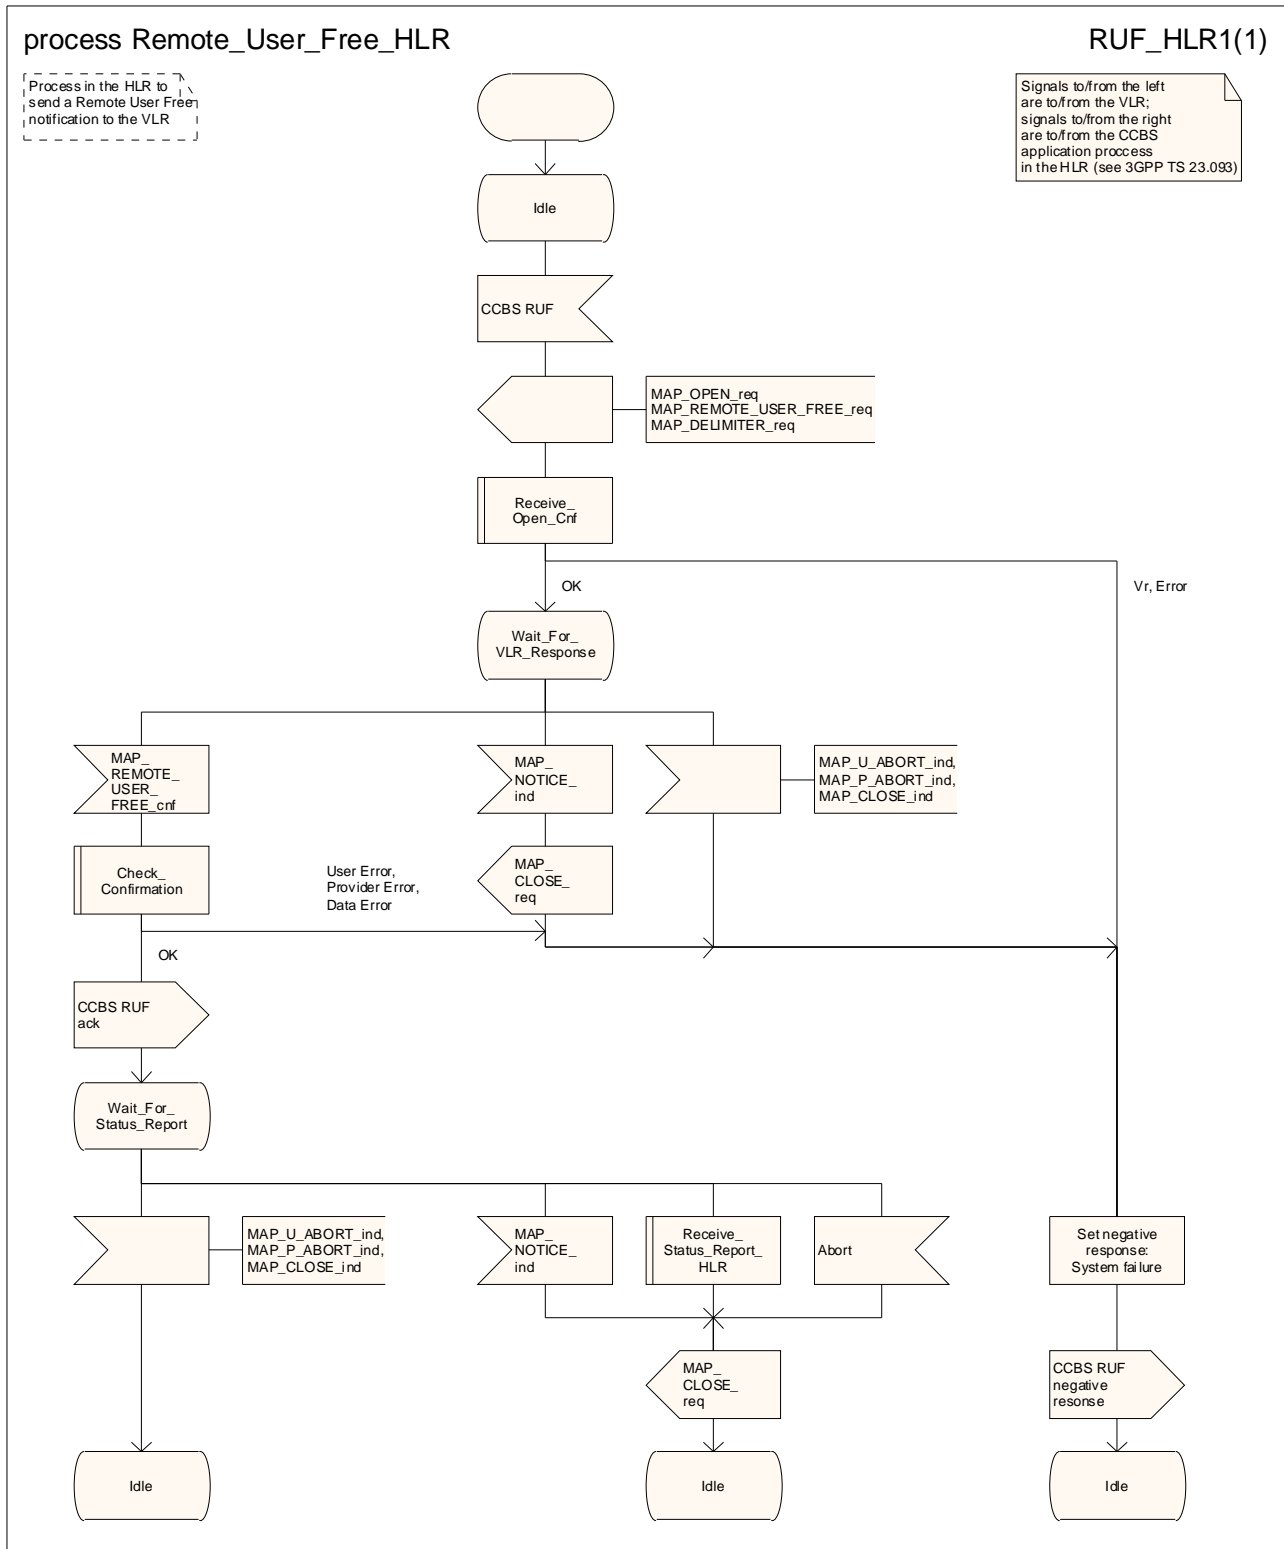 process Remote_User_Free_HLR
RUF_HLR1(1)
Process in the HLR to
send a Remote User Free
notification to the VLR
Signals to/from the left
are to/from the VLR;
signals to/from the right
are to/from the CCBS
application proccess
in the HLR (see 3GPP TS 23.093)
Idle
CCBS RUF
MAP_OPEN_req
MAP_REMOTE_USER_FREE_req
MAP_DELIMITER_req
Receive_
Open_Cnf
OK
Vr, Error
Wait_For_
VLR_Response
MAP_
REMOTE_
USER_
FREE_cnf
MAP_
NOTICE_
ind
MAP_U_ABORT_ind,
MAP_P_ABORT_ind,
MAP_CLOSE_ind
Check_
Confirmation
User Error,
Provider Error,
Data Error
MAP_
CLOSE_
req
OK
CCBS RUF
ack
Wait_For_
Status_Report
MAP_U_ABORT_ind,
MAP_P_ABORT_ind,
MAP_CLOSE_ind
MAP_
NOTICE_
ind
Receive_
Status_Report_
HLR
Abort
Set negative
response:
System failure
MAP_
CLOSE_
req
CCBS RUF
negative
resonse
Idle
Idle
Idle